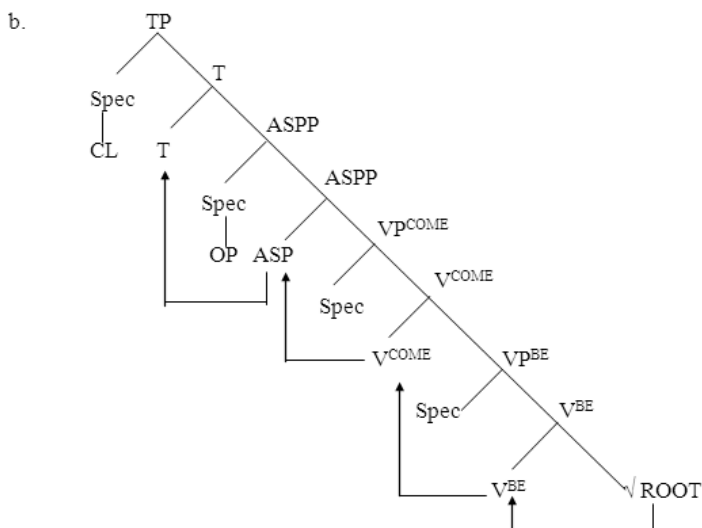 b.
TP
T
Spec
CL T
ASPP
ASPP
Spec
OP ASP
VPCOME
VCOME
Spec
VCOME
VPBE
Spec
VBE
VBE
√ROOT